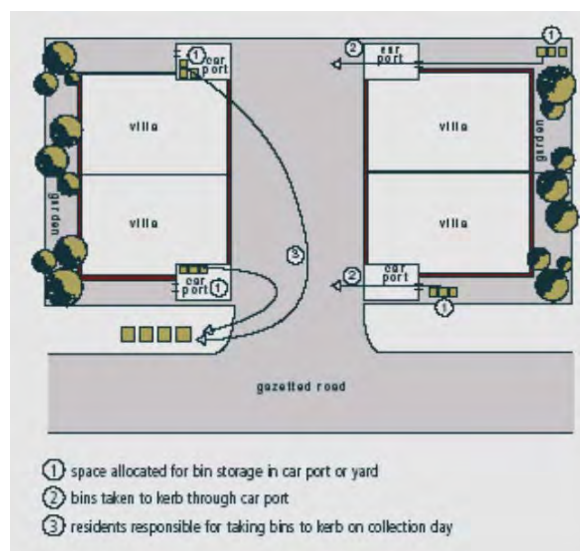 1
2
1
car
port
car
port
villa
villa
garden
3
villa
villa
garden
car
port
1
2
car
port
1
gazetted road
1 space allocated for bin storage in car port or yard
2 bins taken to kerb through car port
3 residents responsible for taking bins to kerb on collection day